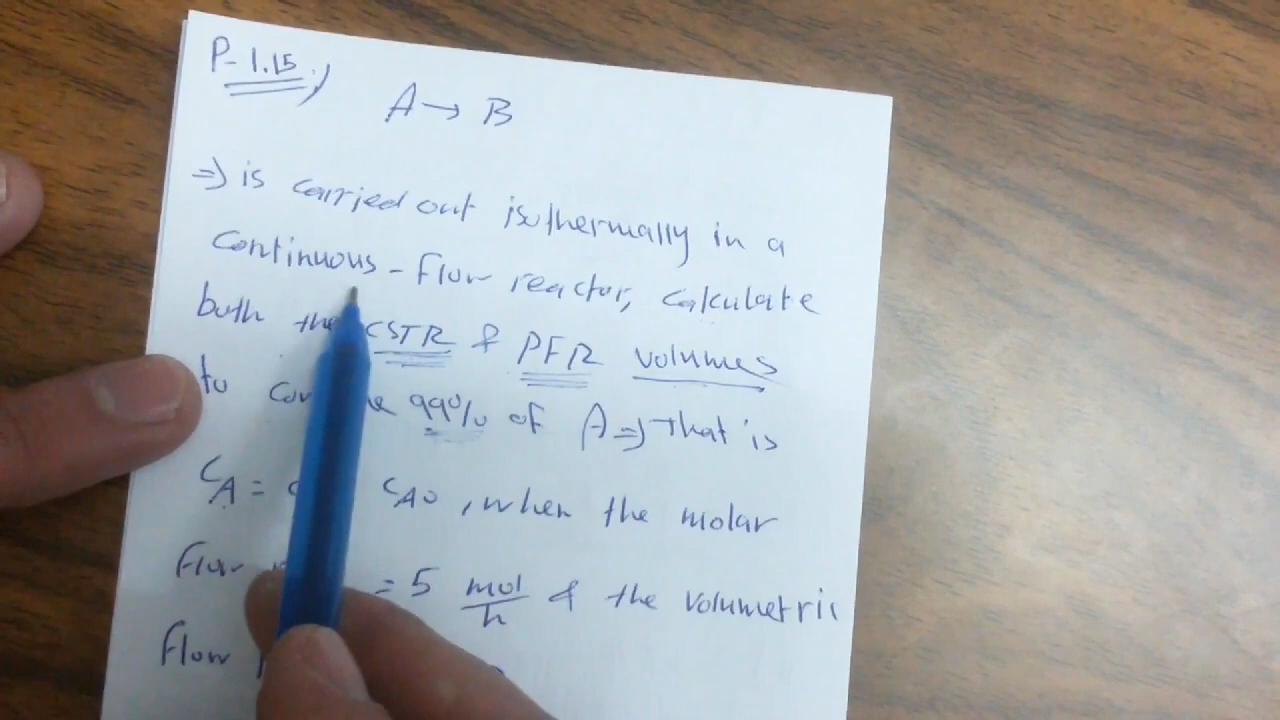 P-1.15,)
A → B
⇒ is carried out isothermally in a
Continuous - flow reactor, calculate
both the CSTR & PFR volumes
to 99% of A ⇒ that is
CA = CA0 , when the molar
flow = 5 mol/h & the volumetric
flow